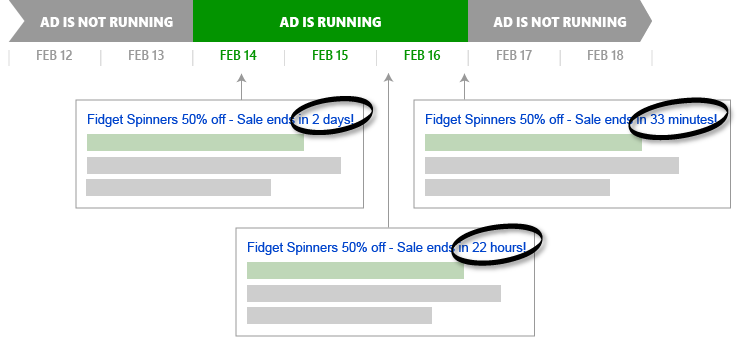 AD IS NOT RUNNING
AD IS RUNNING
AD IS NOT RUNNING
FEB 12
FEB 13
FEB 14
FEB 15
FEB 16
FEB 17
FEB 18
Fidget Spinners 50% off - Sale ends in 2 days!
Fidget Spinners 50% off - Sale ends in 33 minutes!
Fidget Spinners 50% off - Sale ends in 22 hours!